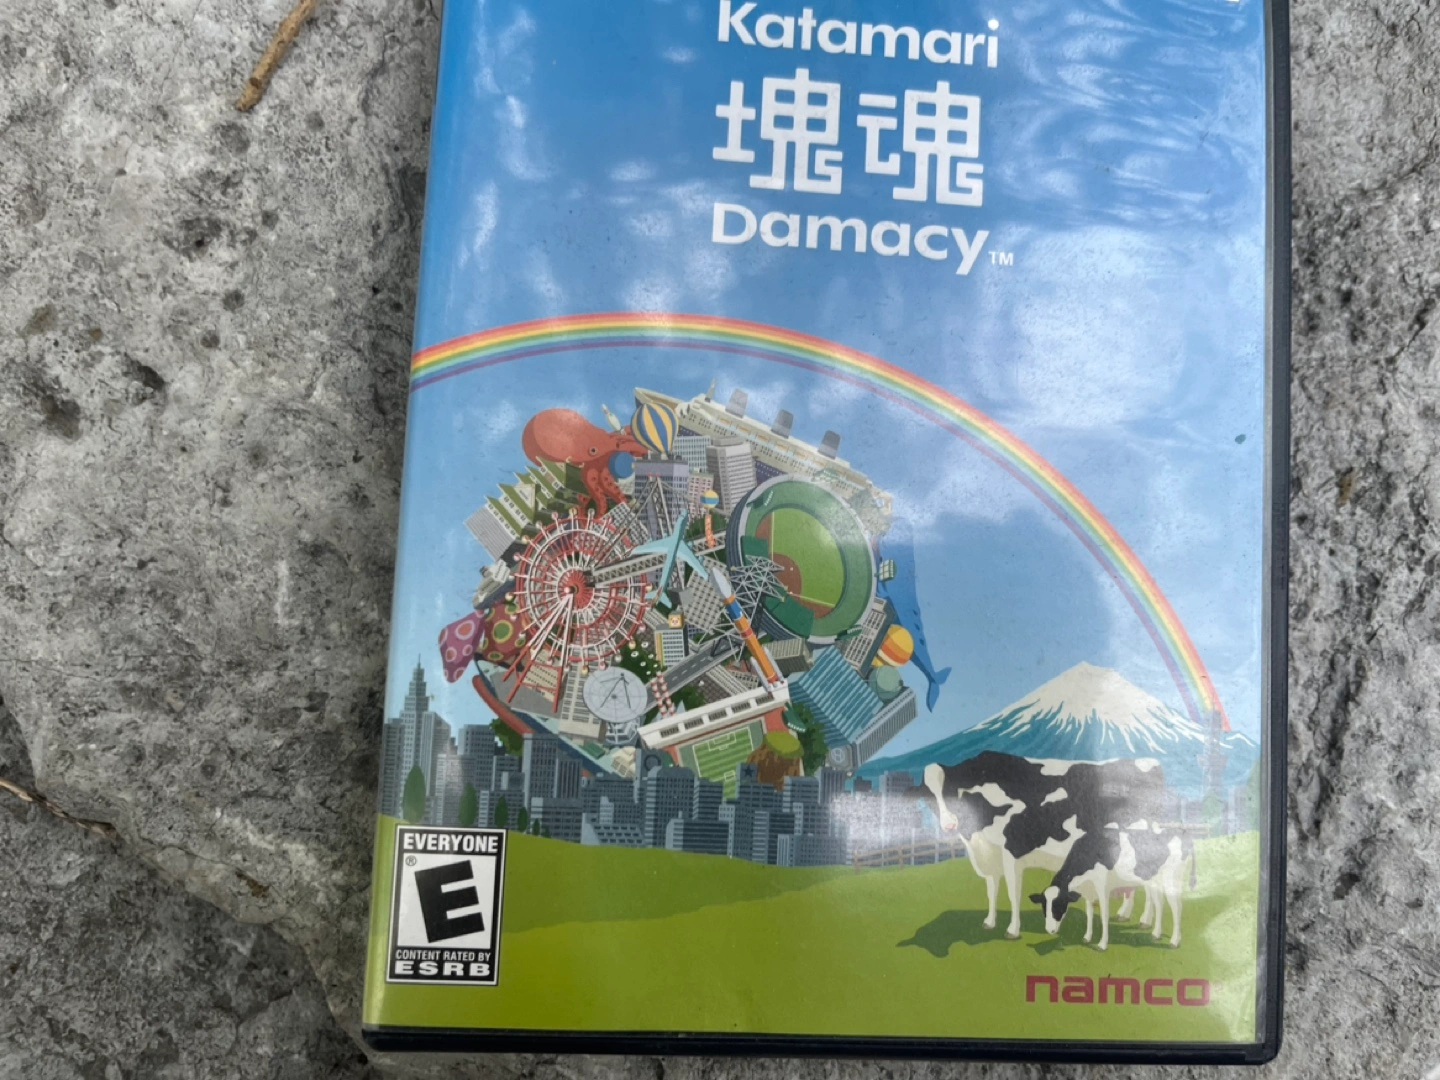 Katamari
塊魂
Damacy™
EVERYONE
E®
CONTENT RATED BY
ESRB
namco